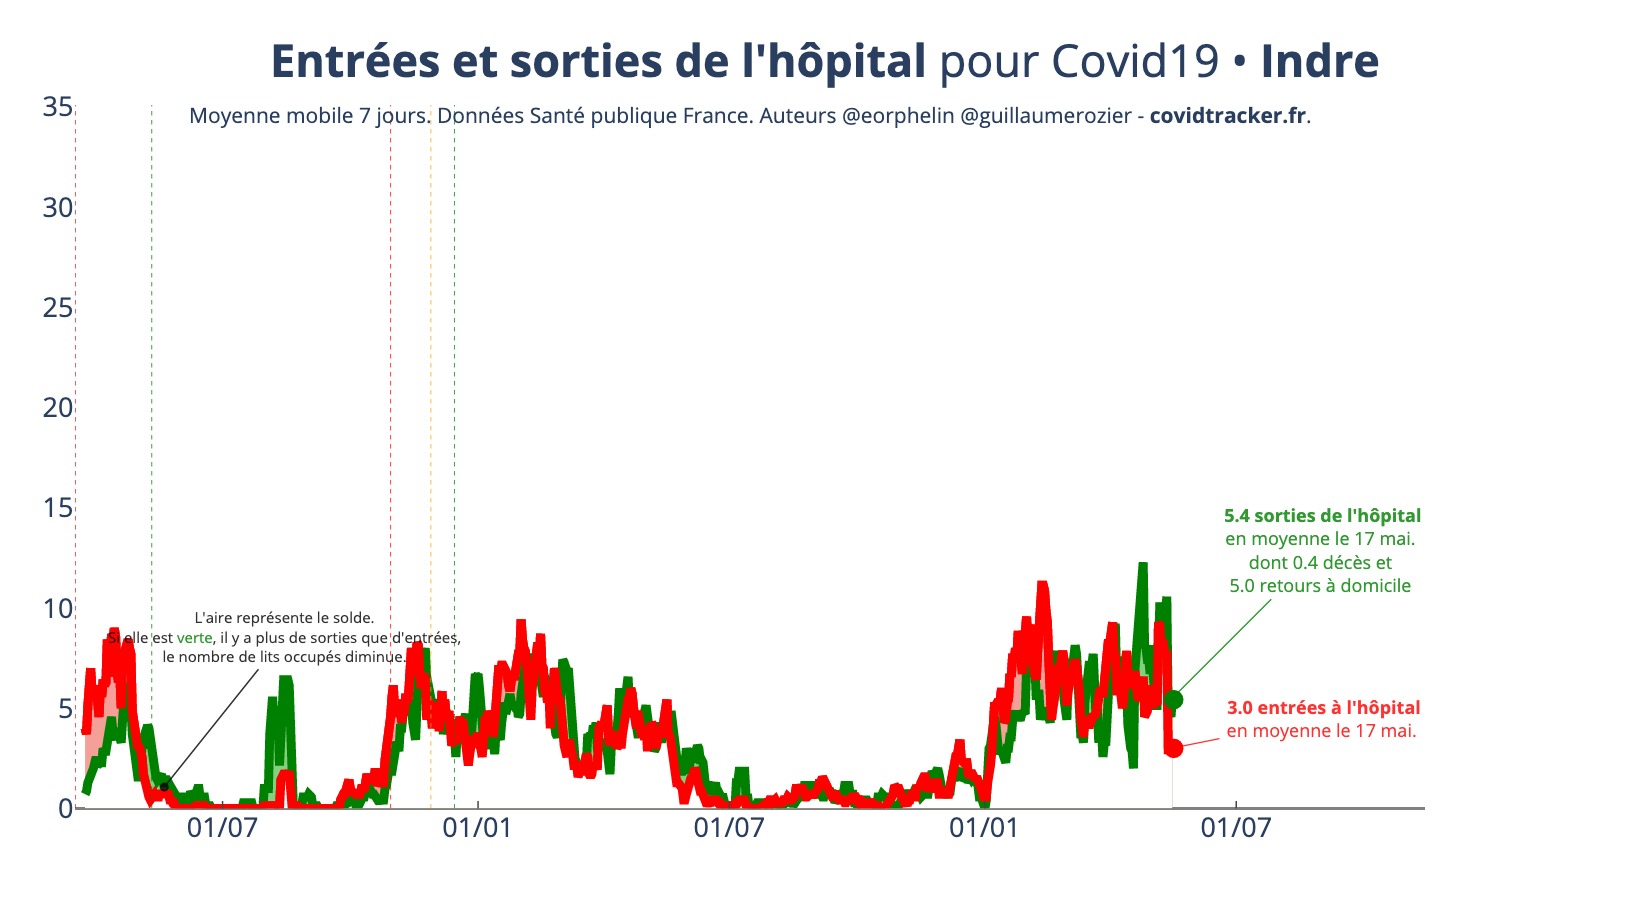 Entrées et sorties de l'hôpital pour Covid19 • Indre
Moyenne mobile 7 jours. Données Santé publique France. Auteurs @eorphelin @guillaumerozier - covidtracker.fr.
35
30
25
20
15
10
5
0
L'aire représente le solde.
Si elle est verte, il y a plus de sorties que d'entrées,
le nombre de lits occupés diminue.
5.4 sorties de l'hôpital
en moyenne le 17 mai.
dont 0.4 décès et
5.0 retours à domicile
3.0 entrées à l'hôpital
en moyenne le 17 mai.
01/07
01/01
01/07
01/01
01/07